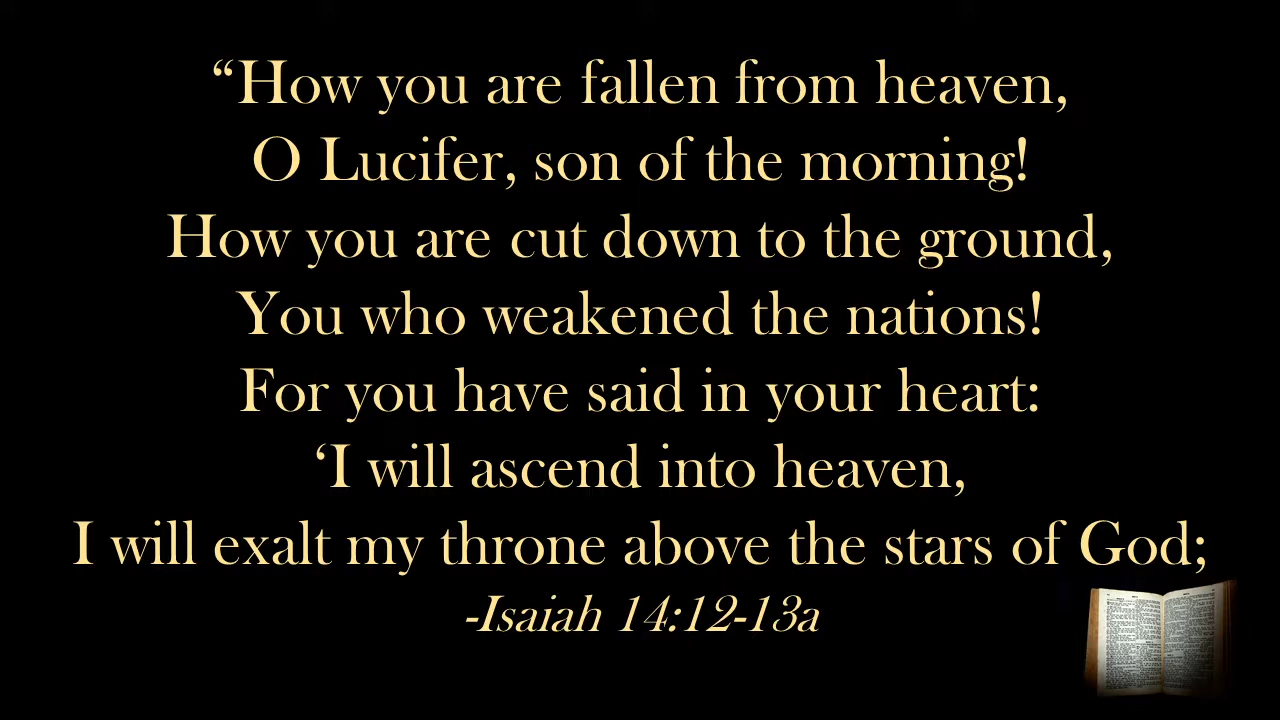 “How you are fallen from heaven,
O Lucifer, son of the morning!
How you are cut down to the ground,
You who weakened the nations!
For you have said in your heart:
‘I will ascend into heaven,
I will exalt my throne above the stars of God;
-Isaiah 14:12-13a